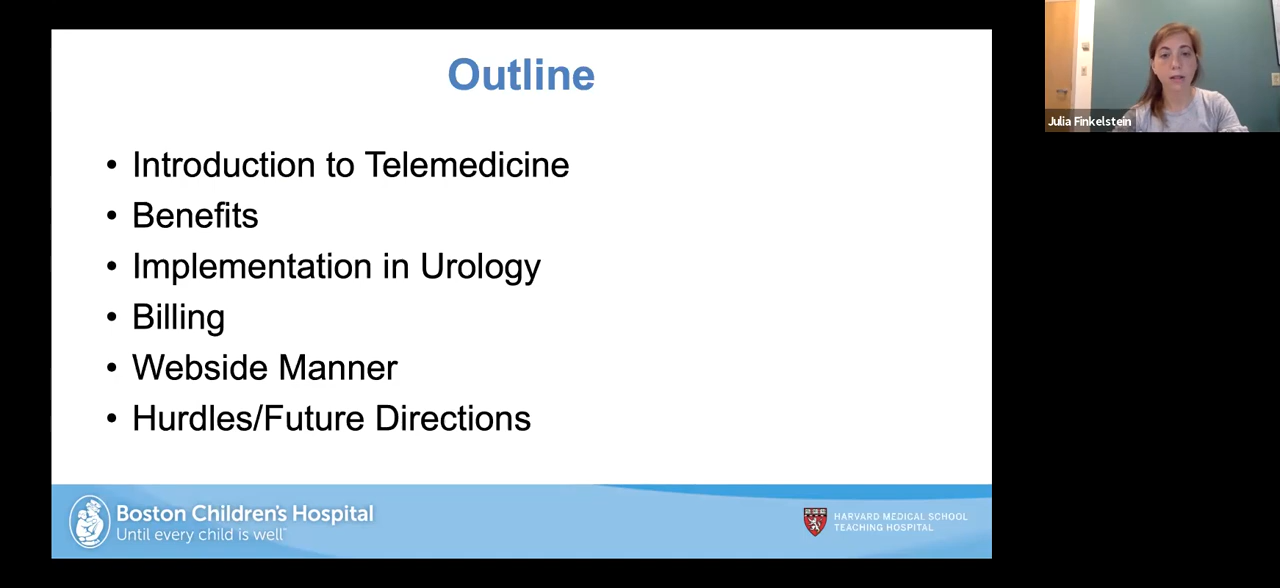 Outline
• Introduction to Telemedicine
• Benefits
• Implementation in Urology
• Billing
• Webside Manner
• Hurdles/Future Directions
Boston Children's Hospital
Until every child is well™
HARVARD MEDICAL SCHOOL
TEACHING HOSPITAL
Julia Finkelstein